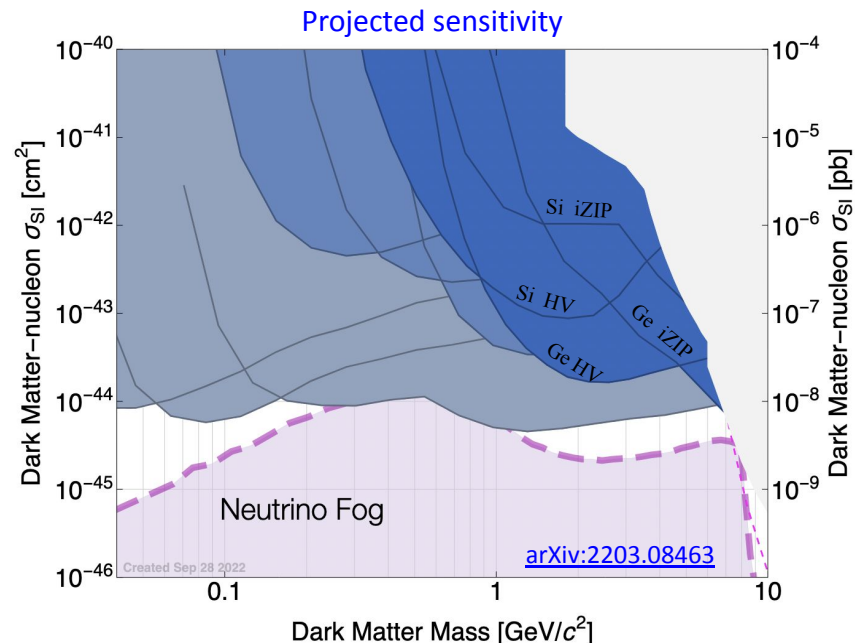 Projected sensitivity
10⁻⁴⁰
10⁻⁴¹
10⁻⁴²
10⁻⁴³
10⁻⁴⁴
10⁻⁴⁵
10⁻⁴⁶
Dark Matter−nucleon σSI [cm²]
10⁻⁴
10⁻⁵
10⁻⁶
10⁻⁷
10⁻⁸
10⁻⁹
Dark Matter−nucleon σSI [pb]
Si iZIP
Si HV
Ge iZIP
Ge HV
Neutrino Fog
arXiv:2203.08463
Created Sep 28 2022
0.1 1 10
Dark Matter Mass [GeV/c²]